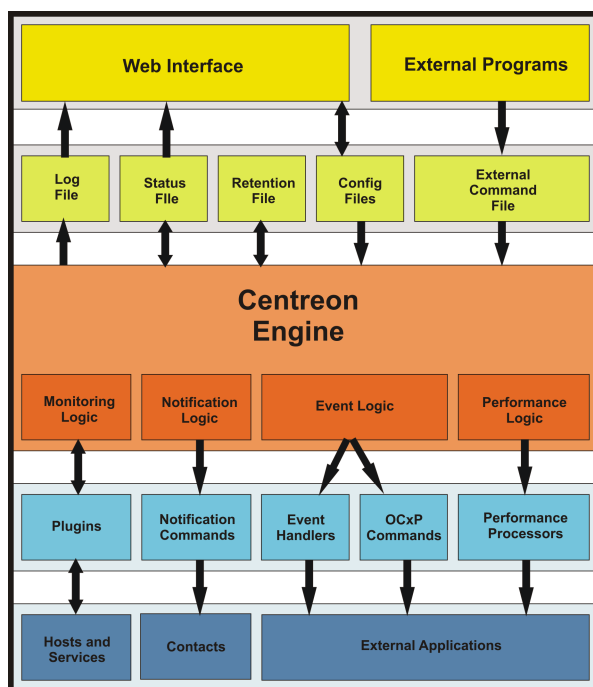 Web Interface
External Programs
Log
File
Status
FIle
Retention
File
Config
Files
External
Command
File
Centreon
Engine
Monitoring
Logic
Notification
Logic
Event Logic
Performance
Logic
Plugins
Notification
Commands
Event
Handlers
OCxP
Commands
Performance
Processors
Hosts and
Services
Contacts
External Applications